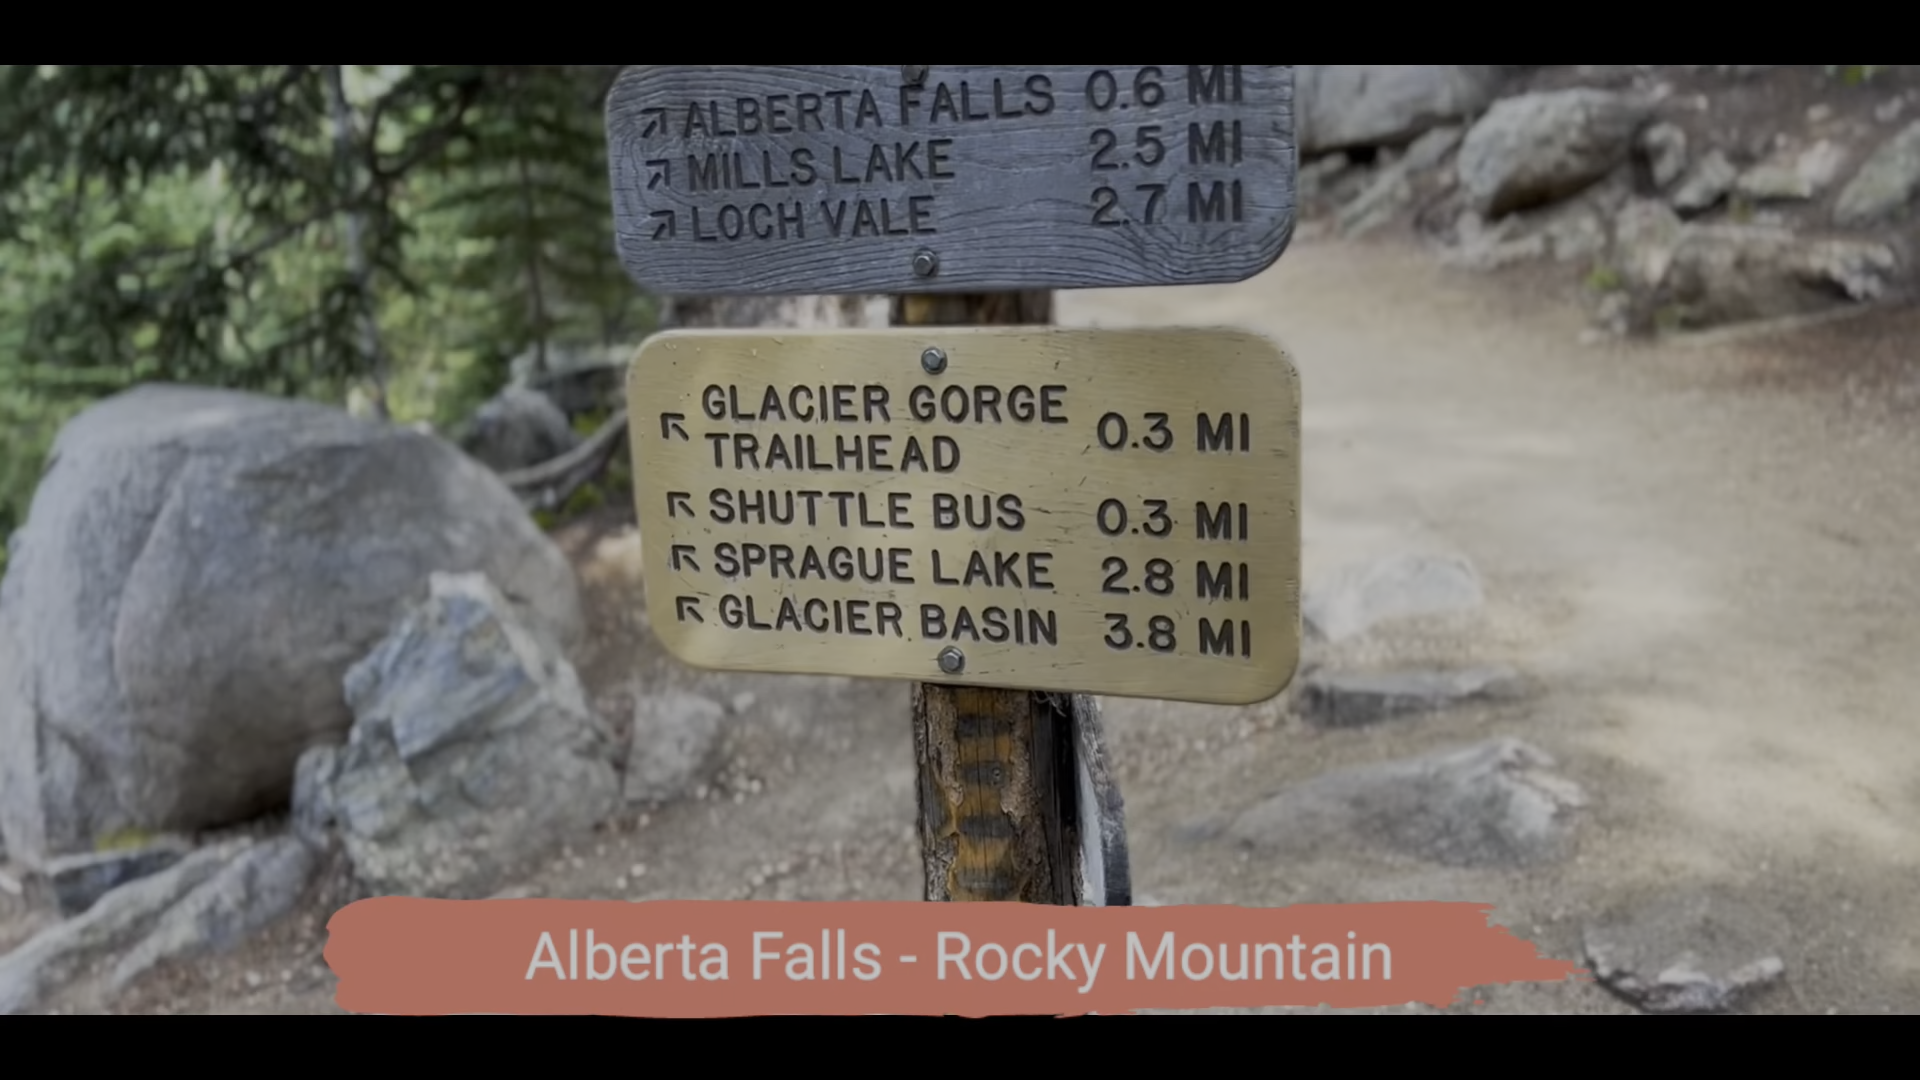 ↗ ALBERTA FALLS 0.6 MI
↗ MILLS LAKE 2.5 MI
↗ LOCH VALE 2.7 MI
↖ GLACIER GORGE
TRAILHEAD 0.3 MI
↖ SHUTTLE BUS 0.3 MI
↖ SPRAGUE LAKE 2.8 MI
↖ GLACIER BASIN 3.8 MI
Alberta Falls - Rocky Mountain